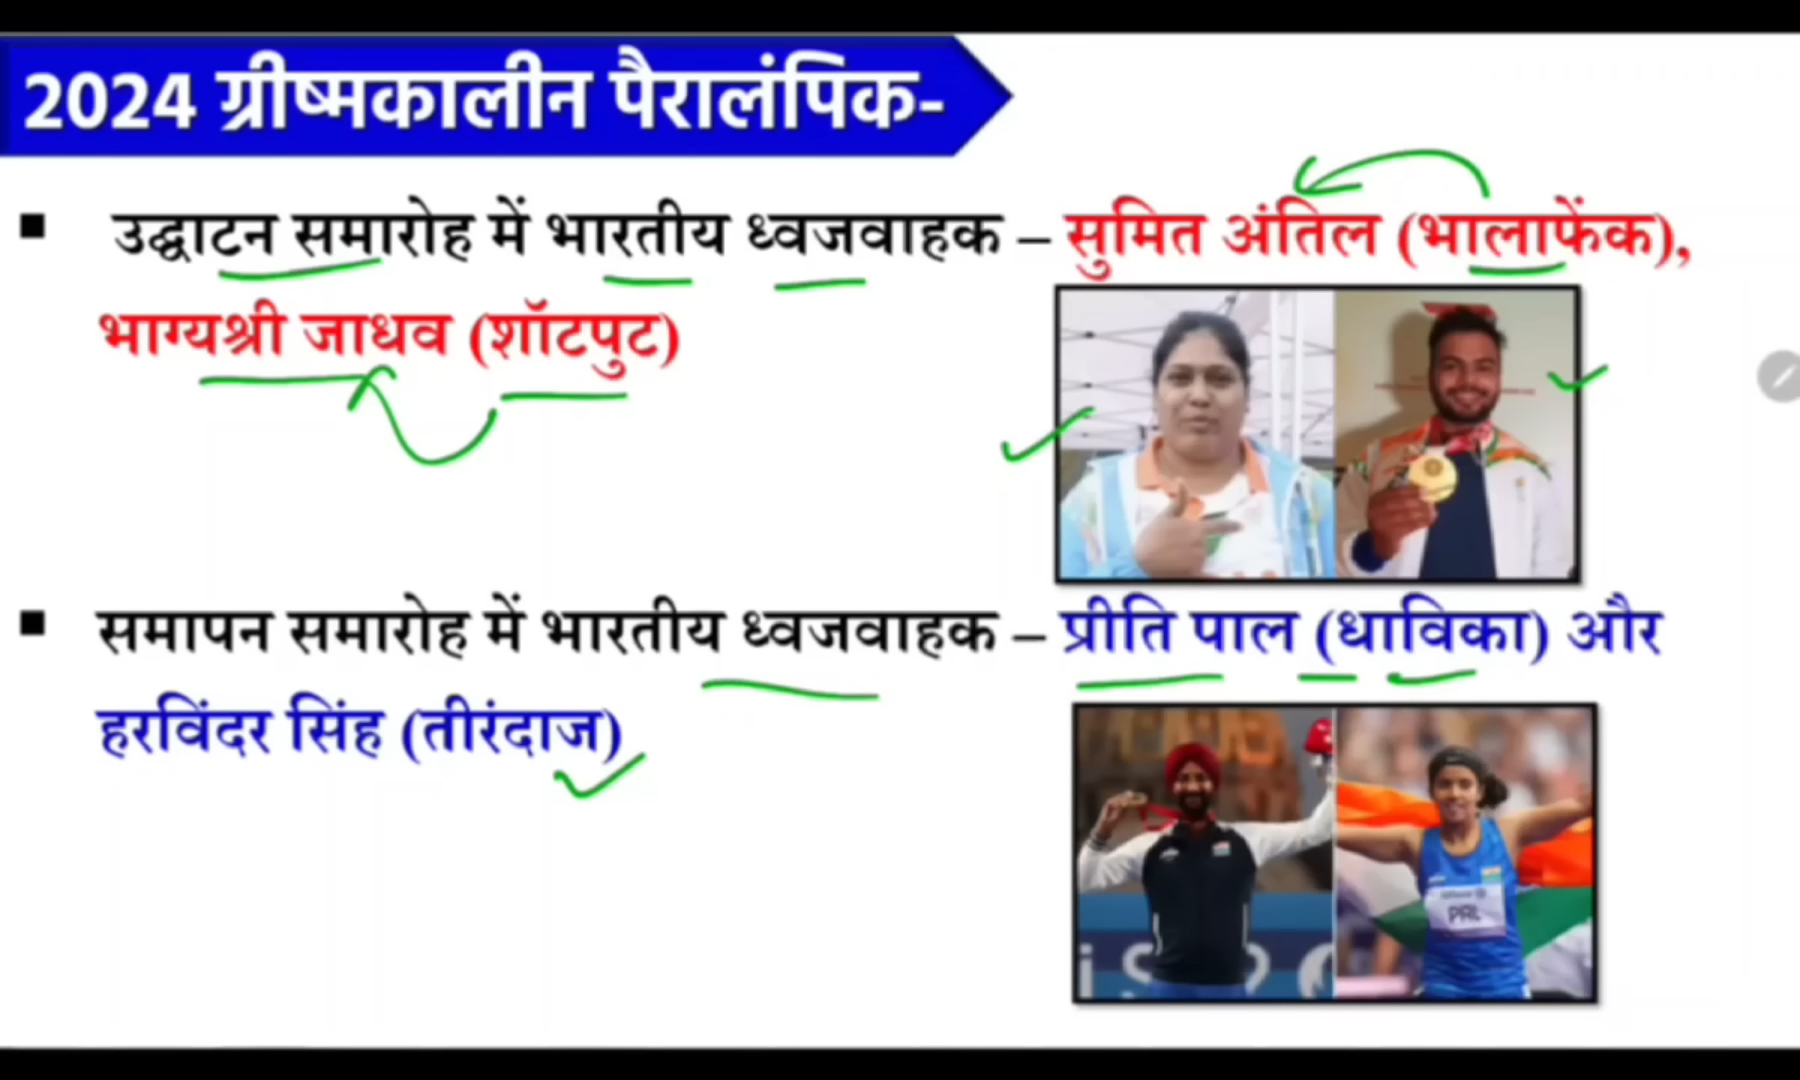 2024 ग्रीष्मकालीन पैरालंपिक-
▪ उद्घाटन समारोह में भारतीय ध्वजवाहक – सुमित अंतिल (भालाफेंक),
भाग्यश्री जाधव (शॉटपुट)
▪ समापन समारोह में भारतीय ध्वजवाहक – प्रीति पाल (धाविका) और
हरविंदर सिंह (तीरंदाज)